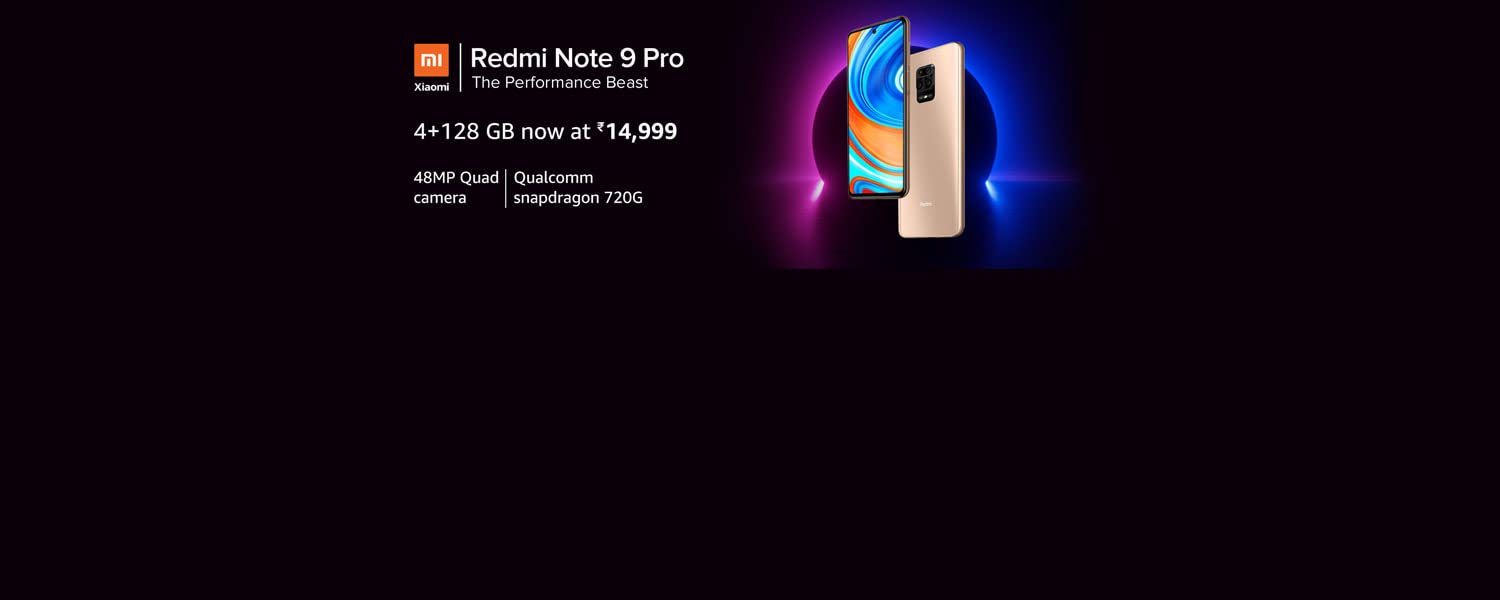 mi
Xiaomi
Redmi Note 9 Pro
The Performance Beast
4+128 GB now at ₹14,999
48MP Quad camera
Qualcomm snapdragon 720G
Redmi